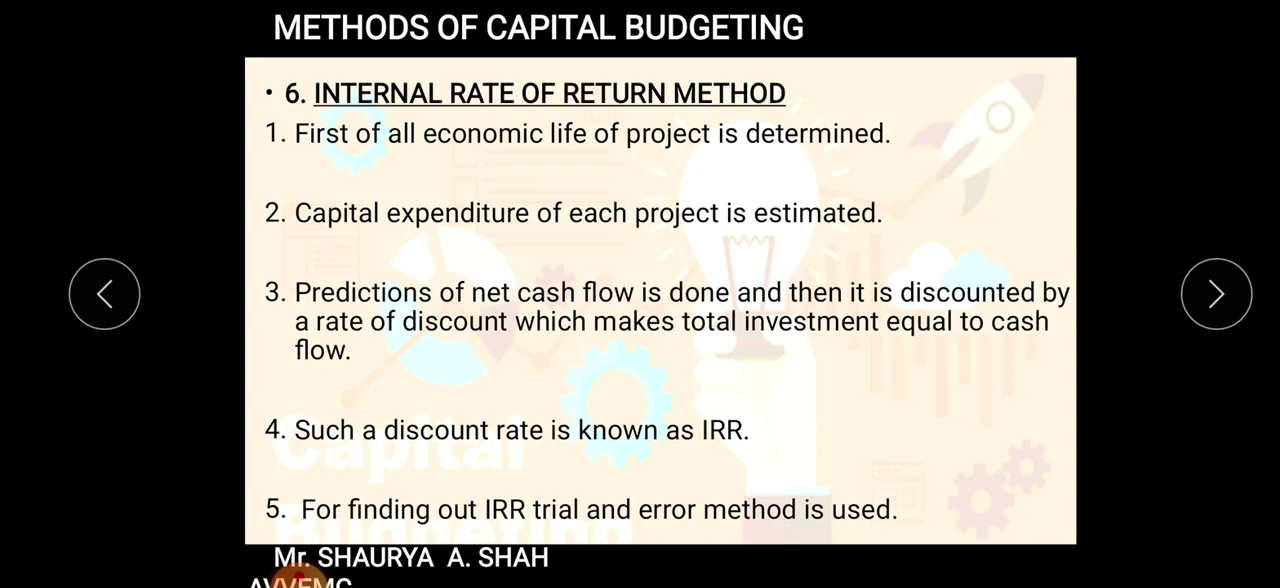 METHODS OF CAPITAL BUDGETING
• 6. INTERNAL RATE OF RETURN METHOD
1. First of all economic life of project is determined.
2. Capital expenditure of each project is estimated.
3. Predictions of net cash flow is done and then it is discounted by
a rate of discount which makes total investment equal to cash
flow.
4. Such a discount rate is known as IRR.
Capital
5. For finding out IRR trial and error method is used.
Budgeting
Mr. SHAURYA A. SHAH